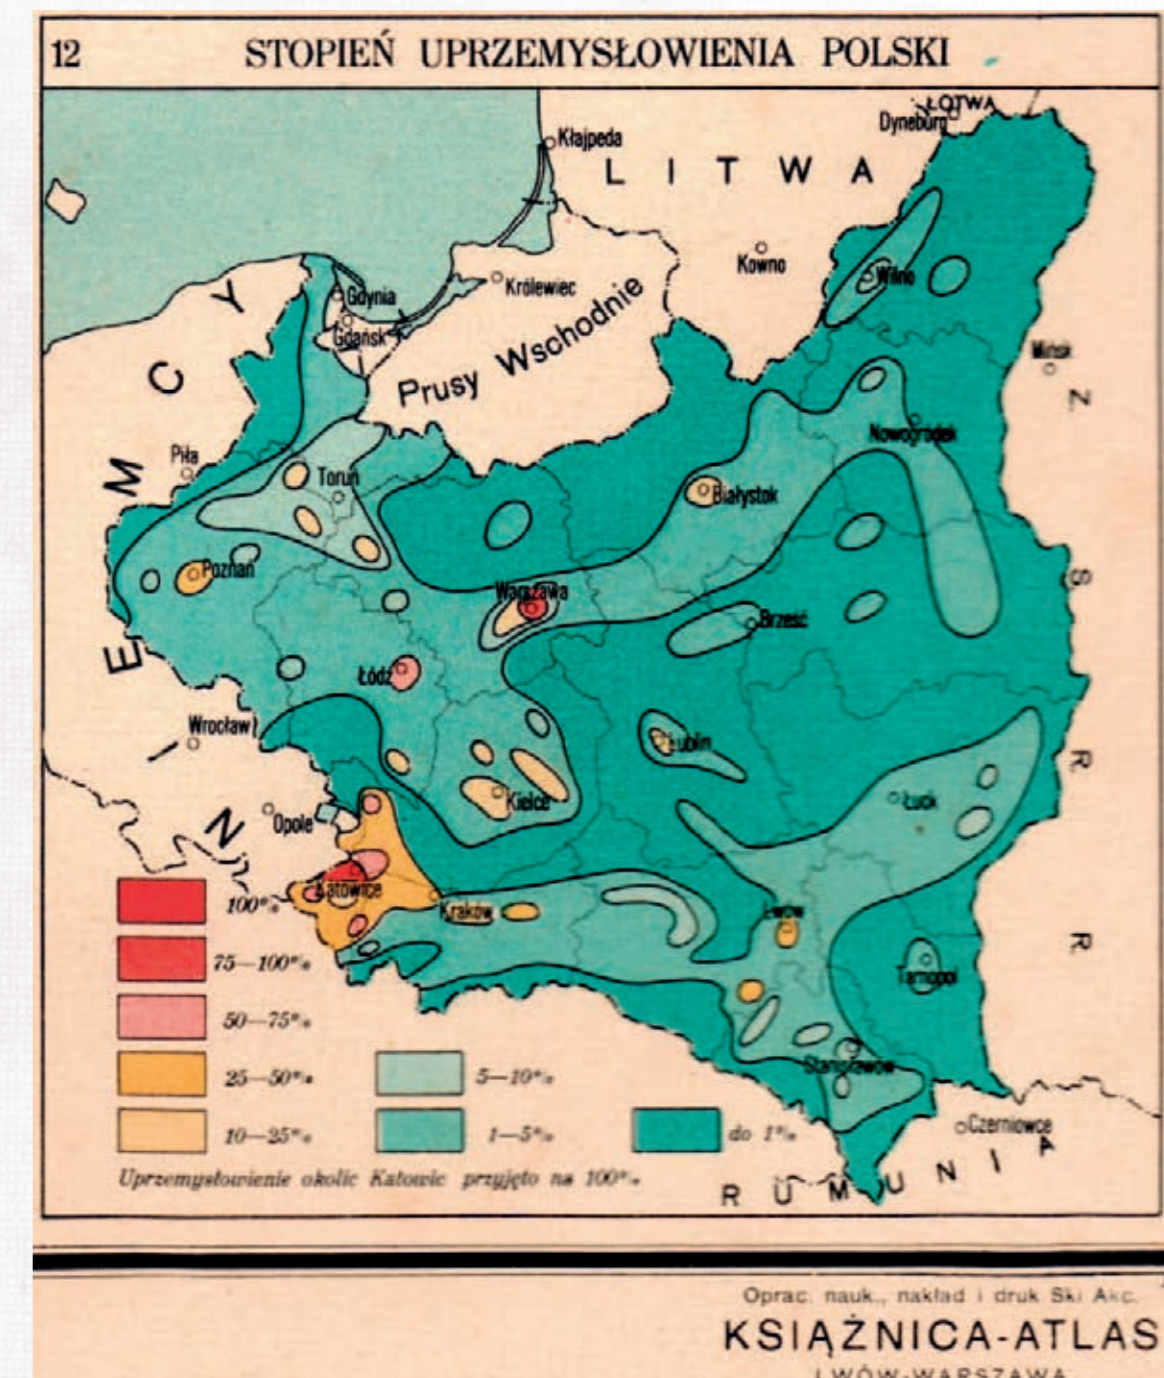 12 STOPIEŃ UPRZEMYSŁOWIENIA POLSKI
ŁOTWA
Dyneburg
Kłajpeda
LITWA
Kowno
Wilno
Królewiec
Gdynia
Gdańsk
Prusy Wschodnie
Mińsk
NIEMCY
Piła
Toruń
Nowogródek
Białystok
Poznań
Warszawa
Brześć
Łódź
Wrocław
Lublin
Kielce
Łuck
Opole
Z. S. R. R.
Katowice
Kraków
Lwów
Tarnopol
Stanisławów
Czerniowce
RUMUNIA
100%
75—100%
50—75%
25—50%
10—25%
5—10%
1—5%
do 1%
Uprzemysłowienie okolic Katowic przyjęto na 100%
Oprac. nauk., nakład i druk Ski Akc.
KSIĄŻNICA-ATLAS
LWÓW-WARSZAWA